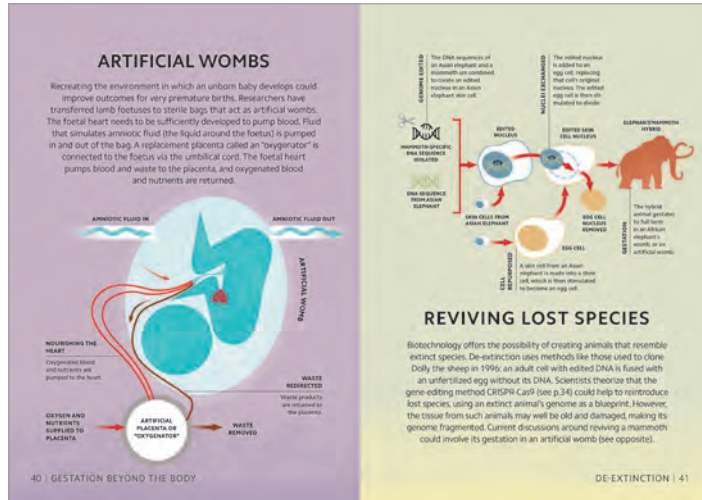 ARTIFICIAL WOMBS
Recreating the environment in which an unborn baby develops could
improve outcomes for very premature births. Researchers have
transferred lamb foetuses to sterile bags that act as artificial wombs.
The foetal heart needs to be sufficiently developed to pump blood. Fluid
that simulates amniotic fluid (the liquid around the foetus) is pumped
in and out of the bag. A replacement placenta called an "oxygenator" is
connected to the foetus via the umbilical cord. The foetal heart
pumps blood and waste to the placenta, and oxygenated blood
and nutrients are returned.
AMNIOTIC FLUID IN
AMNIOTIC FLUID OUT
ARTIFICIAL WOMB
NOURISHING THE
HEART
Oxygenated blood
and nutrients are
pumped to the heart.
WASTE
REDIRECTED
Waste products
are returned to
the placenta.
OXYGEN AND
NUTRIENTS
SUPPLIED TO
PLACENTA
ARTIFICIAL
PLACENTA OR
"OXYGENATOR"
WASTE
REMOVED
40 | GESTATION BEYOND THE BODY
GENOME EDITED
The DNA sequences of
an Asian elephant and a
mammoth are combined
to create an edited
nucleus in an Asian
elephant skin cell.
NUCLEI EXCHANGED
The edited nucleus
is added to an
egg cell, replacing
that cell's original
nucleus. The edited
egg cell is then sti-
mulated to divide.
MAMMOTH-SPECIFIC
DNA SEQUENCE
ISOLATED
DNA SEQUENCE
FROM ASIAN
ELEPHANT
EDITED
NUCLEUS
EDITED SKIN
CELL NUCLEUS
ELEPHANT/MAMMOTH
HYBRID
SKIN CELLS FROM
ASIAN ELEPHANT
EGG CELL
NUCLEUS
REMOVED
EGG CELL
GESTATION
The hybrid
animal gestates
to full term
in an African
elephant's
womb, or an
artificial womb.
CELL
REPURPOSED
A skin cell from an Asian
elephant is made into a stem
cell, which is then stimulated
to become an egg cell.
REVIVING LOST SPECIES
Biotechnology offers the possibility of creating animals that resemble
extinct species. De-extinction uses methods like those used to clone
Dolly the sheep in 1996: an adult cell with edited DNA is fused with
an unfertilized egg without its DNA. Scientists theorize that the
gene-editing method CRISPR-Cas9 (see p.34) could help to reintroduce
lost species, using an extinct animal's genome as a blueprint. However,
the tissue from such animals may well be old and damaged, making its
genome fragmented. Current discussions around reviving a mammoth
could involve its gestation in an artificial womb (see opposite).
DE-EXTINCTION | 41